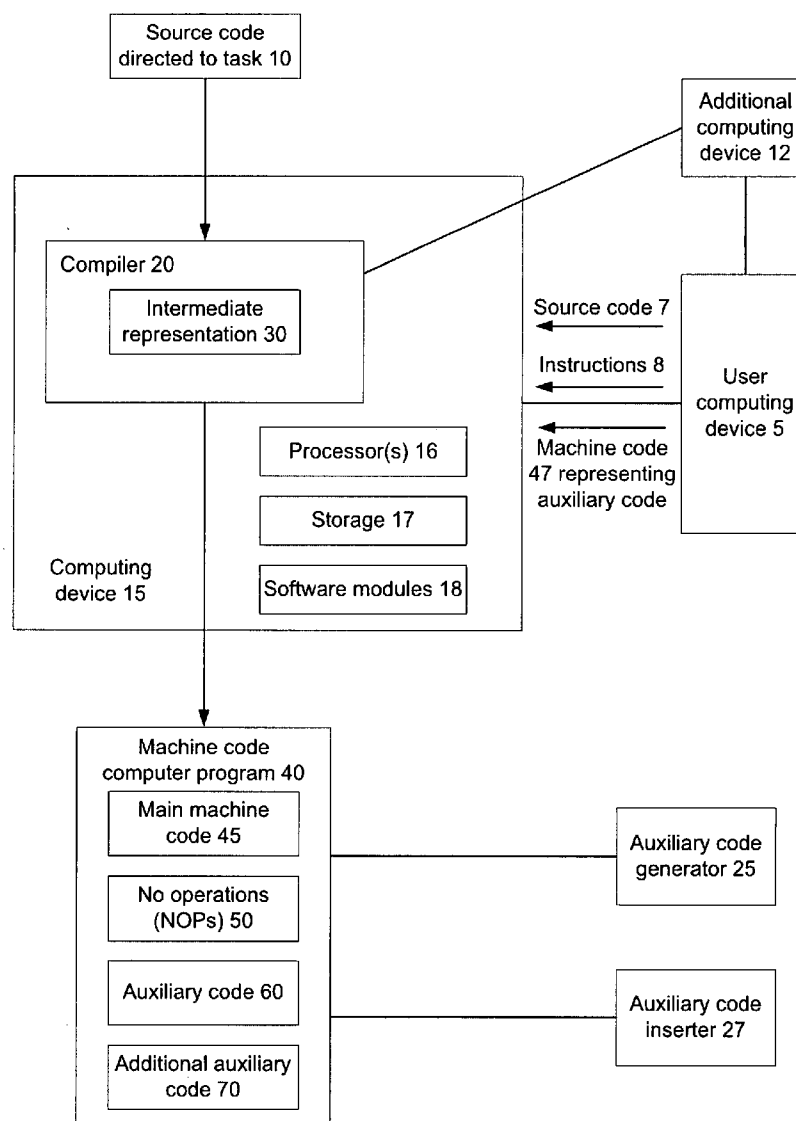 Source code
directed to task 10
Additional
computing
device 12
Compiler 20
Intermediate
representation 30
Source code 7
Instructions 8
User
computing
device 5
Machine code
47 representing
auxiliary code
Processor(s) 16
Storage 17
Computing
device 15
Software modules 18
Machine code
computer program 40
Main machine
code 45
Auxiliary code
generator 25
No operations
(NOPs) 50
Auxiliary code 60
Auxiliary code
inserter 27
Additional auxiliary
code 70